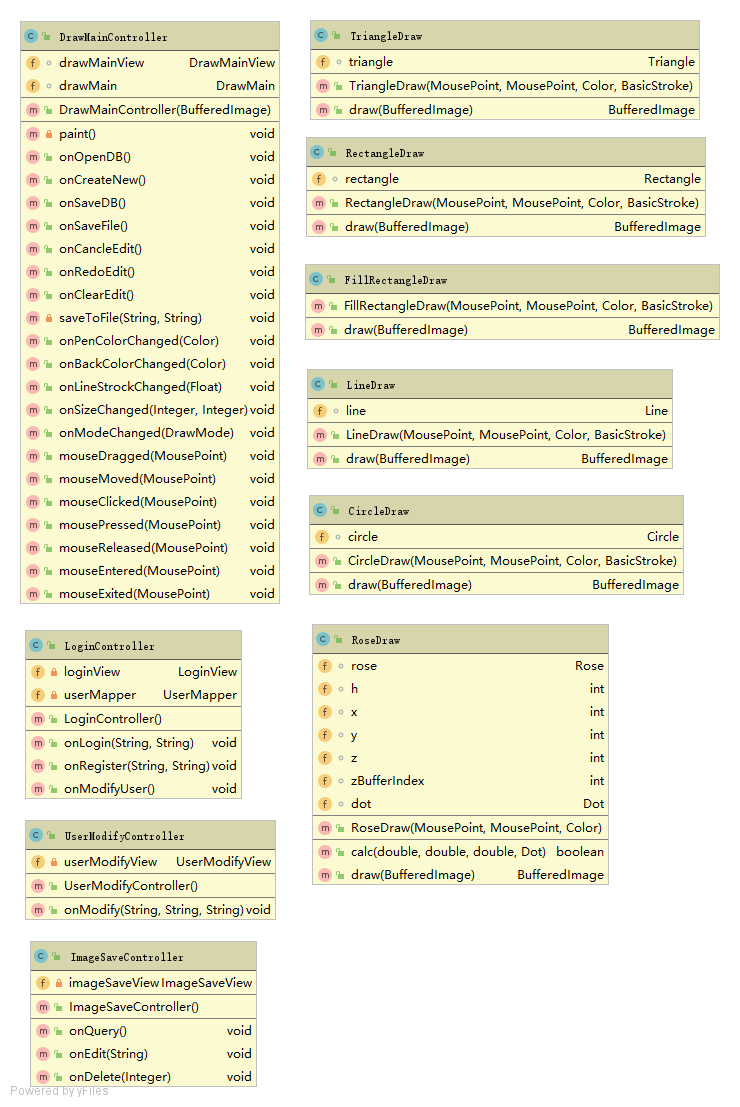 DrawMainController
drawMainView DrawMainView
drawMain DrawMain
DrawMainController(BufferedImage)
paint() void
onOpenDB() void
onCreateNew() void
onSaveDB() void
onSaveFile() void
onCancleEdit() void
onRedoEdit() void
onClearEdit() void
saveToFile(String, String) void
onPenColorChanged(Color) void
onBackColorChanged(Color) void
onLineStrockChanged(Float) void
onSizeChanged(Integer, Integer) void
onModeChanged(DrawMode) void
mouseDragged(MousePoint) void
mouseMoved(MousePoint) void
mouseClicked(MousePoint) void
mousePressed(MousePoint) void
mouseReleased(MousePoint) void
mouseEntered(MousePoint) void
mouseExited(MousePoint) void
LoginController
loginView LoginView
userMapper UserMapper
LoginController()
onLogin(String, String) void
onRegister(String, String) void
onModifyUser() void
UserModifyController
userModifyView UserModifyView
UserModifyController()
onModify(String, String, String) void
ImageSaveController
imageSaveView ImageSaveView
ImageSaveController()
onQuery() void
onEdit(String) void
onDelete(Integer) void
TriangleDraw
triangle Triangle
TriangleDraw(MousePoint, MousePoint, Color, BasicStroke)
draw(BufferedImage) BufferedImage
RectangleDraw
rectangle Rectangle
RectangleDraw(MousePoint, MousePoint, Color, BasicStroke)
draw(BufferedImage) BufferedImage
FillRectangleDraw
FillRectangleDraw(MousePoint, MousePoint, Color, BasicStroke)
draw(BufferedImage) BufferedImage
LineDraw
line Line
LineDraw(MousePoint, MousePoint, Color, BasicStroke)
draw(BufferedImage) BufferedImage
CircleDraw
circle Circle
CircleDraw(MousePoint, MousePoint, Color, BasicStroke)
draw(BufferedImage) BufferedImage
RoseDraw
rose Rose
h int
x int
y int
z int
zBufferIndex int
dot Dot
RoseDraw(MousePoint, MousePoint, Color)
calc(double, double, double, Dot) boolean
draw(BufferedImage) BufferedImage
Powered by yFiles